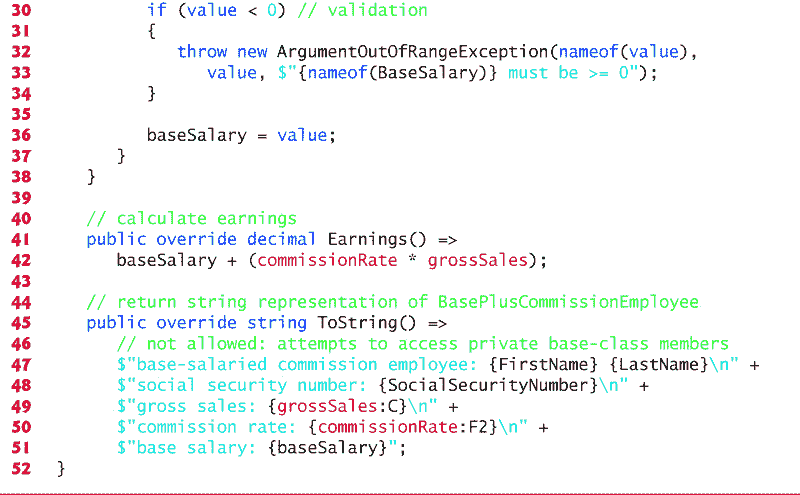 30 if (value < 0) // validation
31 {
32 throw new ArgumentOutOfRangeException(nameof(value),
33 value, $"{nameof(BaseSalary)} must be >= 0");
34 }
35
36 baseSalary = value;
37 }
38 }
39
40 // calculate earnings
41 public override decimal Earnings() =>
42 baseSalary + (commissionRate * grossSales);
43
44 // return string representation of BasePlusCommissionEmployee
45 public override string ToString() =>
46 // not allowed: attempts to access private base-class members
47 $"base-salaried commission employee: {FirstName} {LastName}\n" +
48 $"social security number: {SocialSecurityNumber}\n" +
49 $"gross sales: {grossSales:C}\n" +
50 $"commission rate: {commissionRate:F2}\n" +
51 $"base salary: {baseSalary}";
52 }